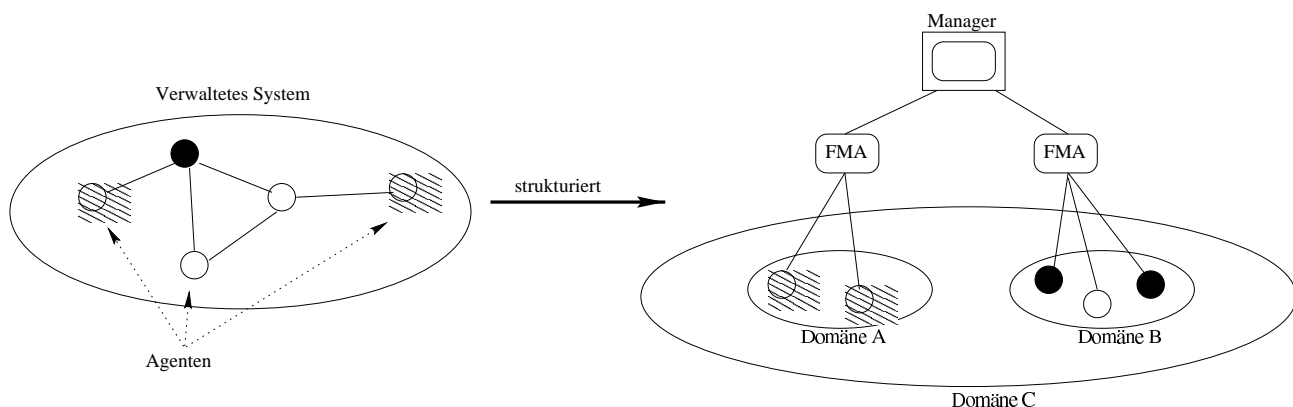 Manager
Verwaltetes System
FMA
FMA
strukturiert
Domäne A
Domäne B
Agenten
Domäne C